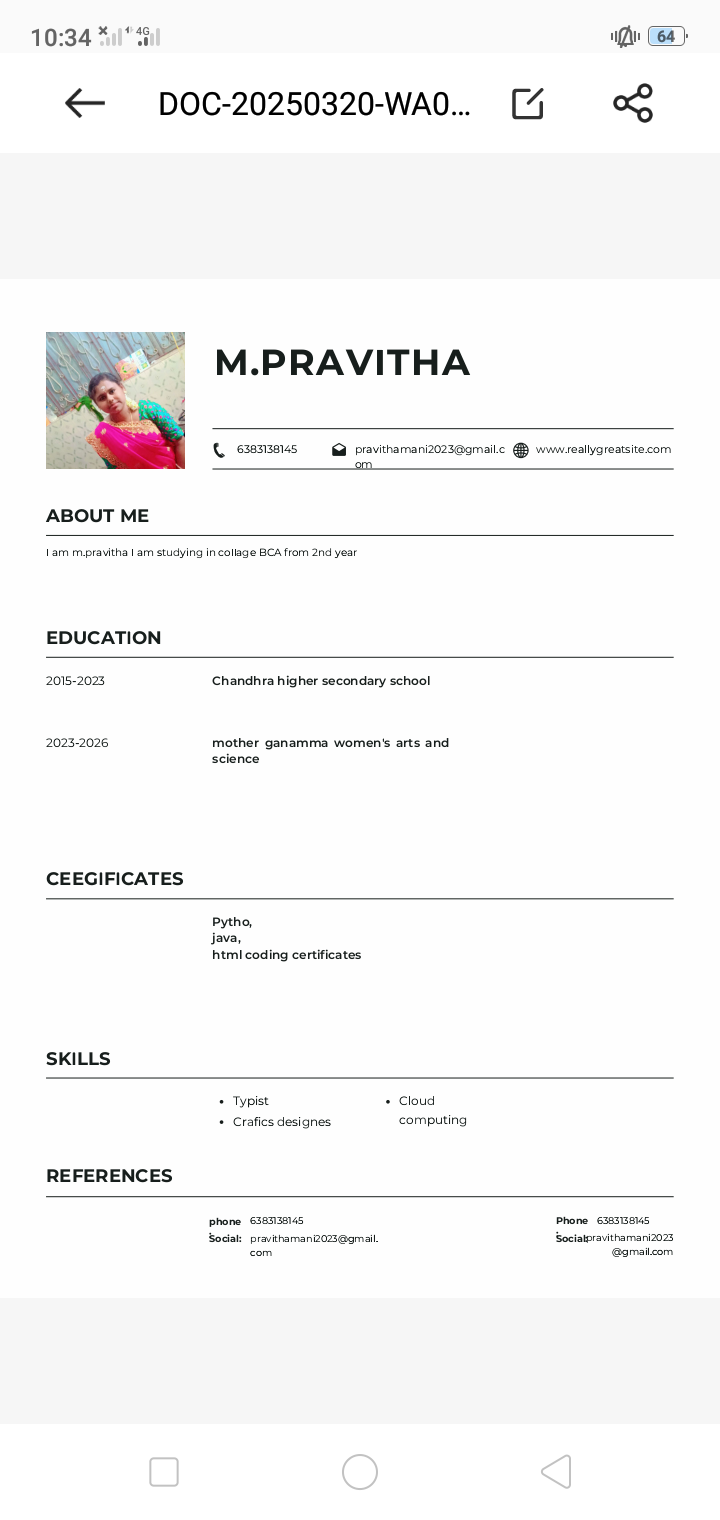 10:34 4G 64
DOC-20250320-WA0...
M.PRAVITHA
6383138145 pravithamani2023@gmail.c www.reallygreatsite.com
om
ABOUT ME
I am m.pravitha I am studying in collage BCA from 2nd year
EDUCATION
2015-2023 Chandhra higher secondary school
2023-2026 mother ganamma women's arts and
science
CEEGIFICATES
Pytho,
java,
html coding certificates
SKILLS
• Typist • Cloud
• Crafics designes computing
REFERENCES
phone 6383138145 Phone 6383138145
: :
Social: pravithamani2023@gmail. Social: pravithamani2023
com @gmail.com